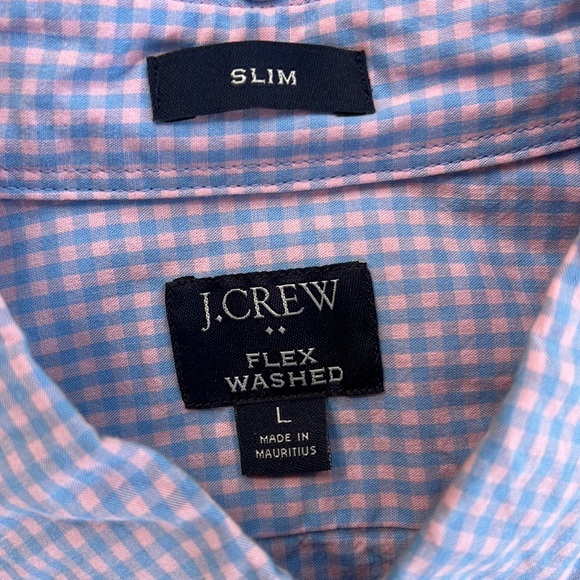 SLIM
J.CREW
FLEX
WASHED
L
MADE IN
MAURITIUS